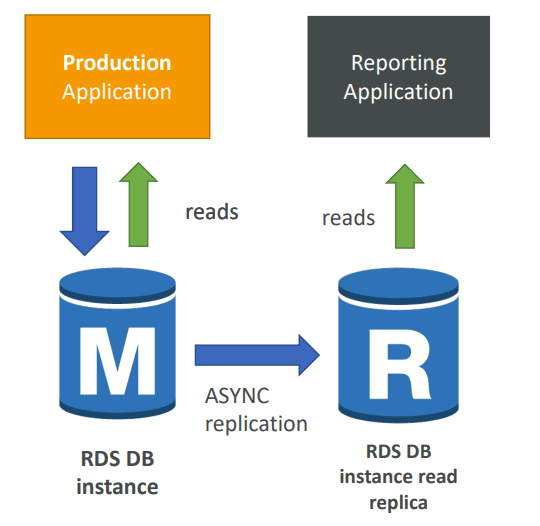 Production
Application
Reporting
Application
reads
reads
M
R
ASYNC
replication
RDS DB
instance
RDS DB
instance read
replica